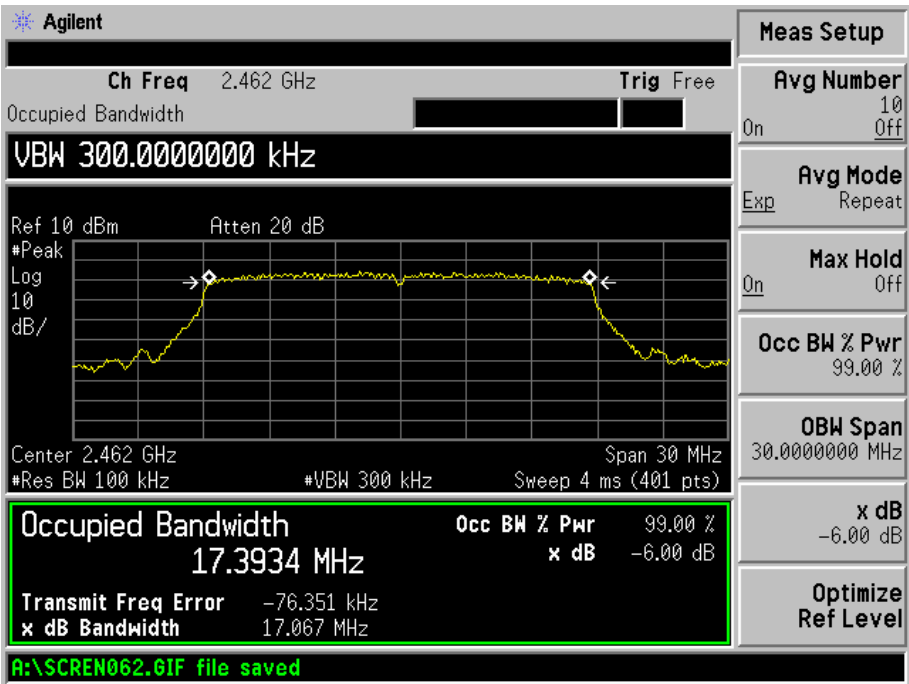 Agilent
Ch Freq 2.462 GHz Trig Free
Occupied Bandwidth
VBW 300.0000000 kHz
Ref 10 dBm Atten 20 dB
#Peak
Log
10
dB/
Center 2.462 GHz Span 30 MHz
#Res BW 100 kHz #VBW 300 kHz Sweep 4 ms (401 pts)
Occupied Bandwidth Occ BW % Pwr 99.00 %
17.3934 MHz x dB -6.00 dB
Transmit Freq Error -76.351 kHz
x dB Bandwidth 17.067 MHz
A:\SCREN062.GIF file saved
Meas Setup
Avg Number
10
On Off
Avg Mode
Exp Repeat
Max Hold
On Off
Occ BW % Pwr
99.00 %
OBW Span
30.0000000 MHz
x dB
-6.00 dB
Optimize
Ref Level